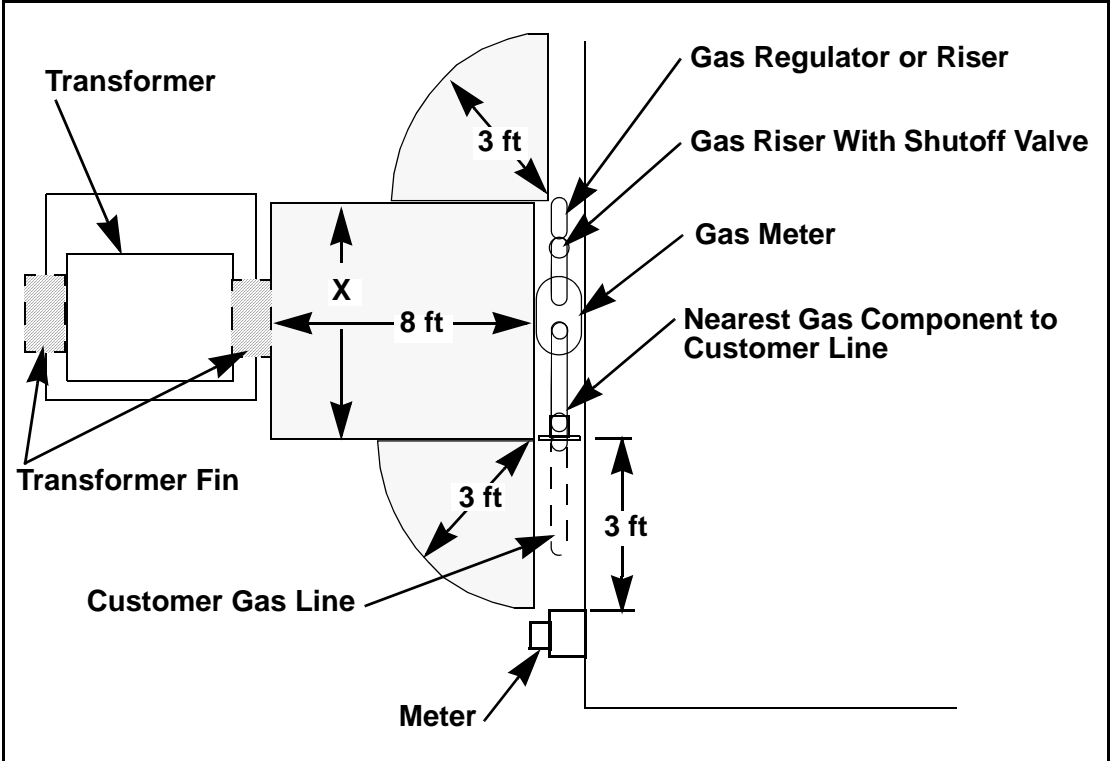 Transformer
Gas Regulator or Riser
3 ft
Gas Riser With Shutoff Valve
Gas Meter
X
8 ft
Nearest Gas Component to
Customer Line
Transformer Fin
3 ft
3 ft
Customer Gas Line
Meter